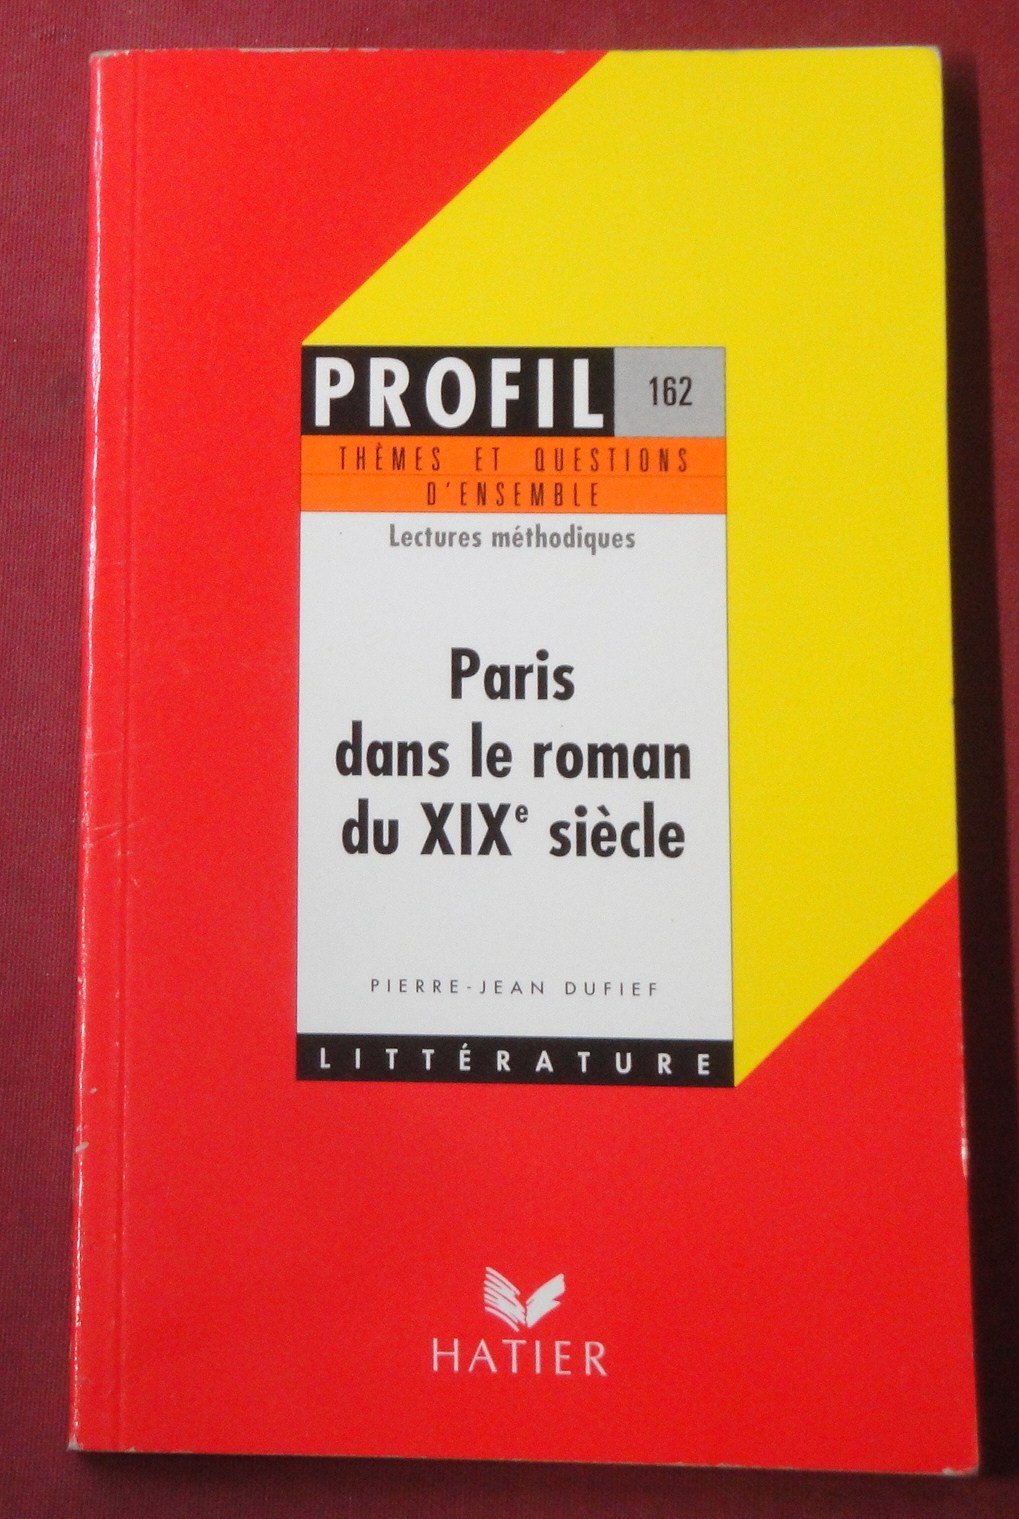 PROFIL 162
THÈMES ET QUESTIONS
D'ENSEMBLE
Lectures méthodiques
Paris
dans le roman
du XIXe siècle
PIERRE-JEAN DUFIEF
LITTÉRATURE
HATIER